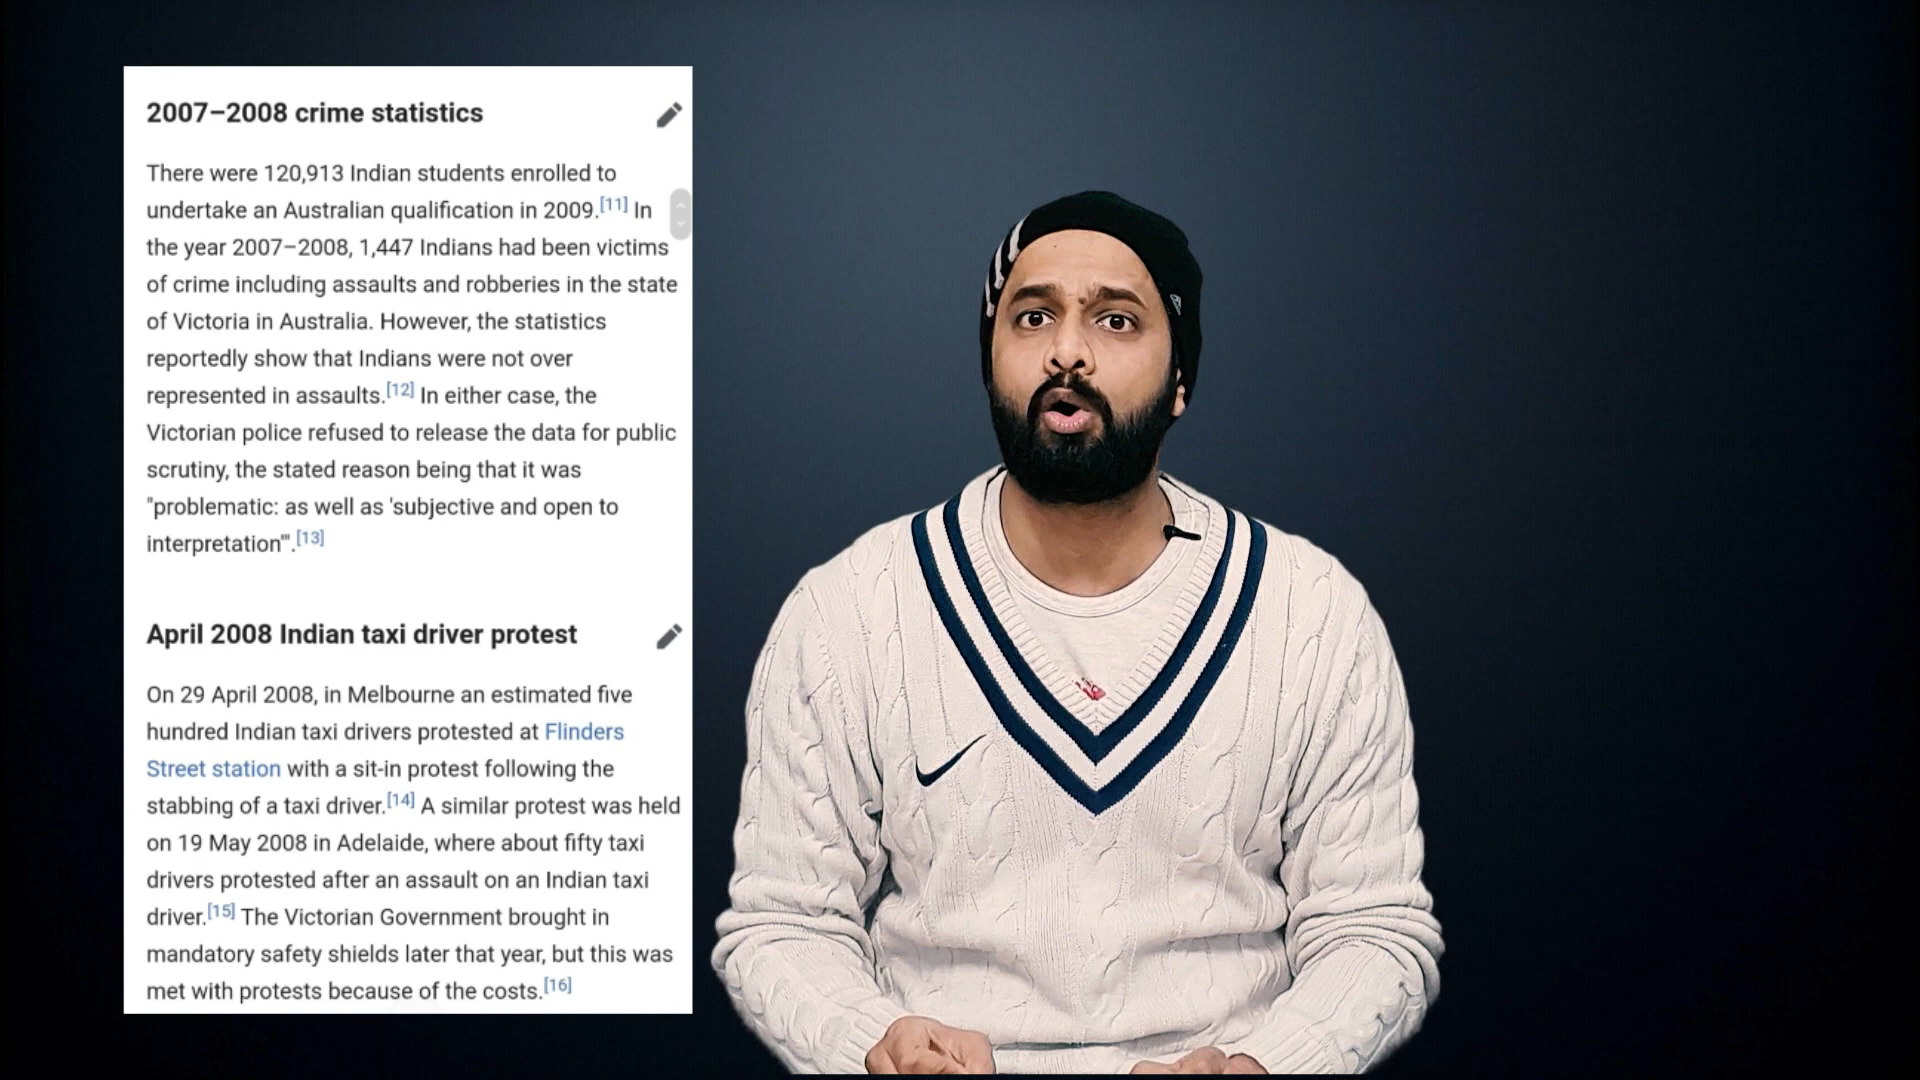 2007–2008 crime statistics
There were 120,913 Indian students enrolled to
undertake an Australian qualification in 2009.[11] In
the year 2007–2008, 1,447 Indians had been victims
of crime including assaults and robberies in the state
of Victoria in Australia. However, the statistics
reportedly show that Indians were not over
represented in assaults.[12] In either case, the
Victorian police refused to release the data for public
scrutiny, the stated reason being that it was
"problematic: as well as 'subjective and open to
interpretation'".[13]
April 2008 Indian taxi driver protest
On 29 April 2008, in Melbourne an estimated five
hundred Indian taxi drivers protested at Flinders
Street station with a sit-in protest following the
stabbing of a taxi driver.[14] A similar protest was held
on 19 May 2008 in Adelaide, where about fifty taxi
drivers protested after an assault on an Indian taxi
driver.[15] The Victorian Government brought in
mandatory safety shields later that year, but this was
met with protests because of the costs.[16]